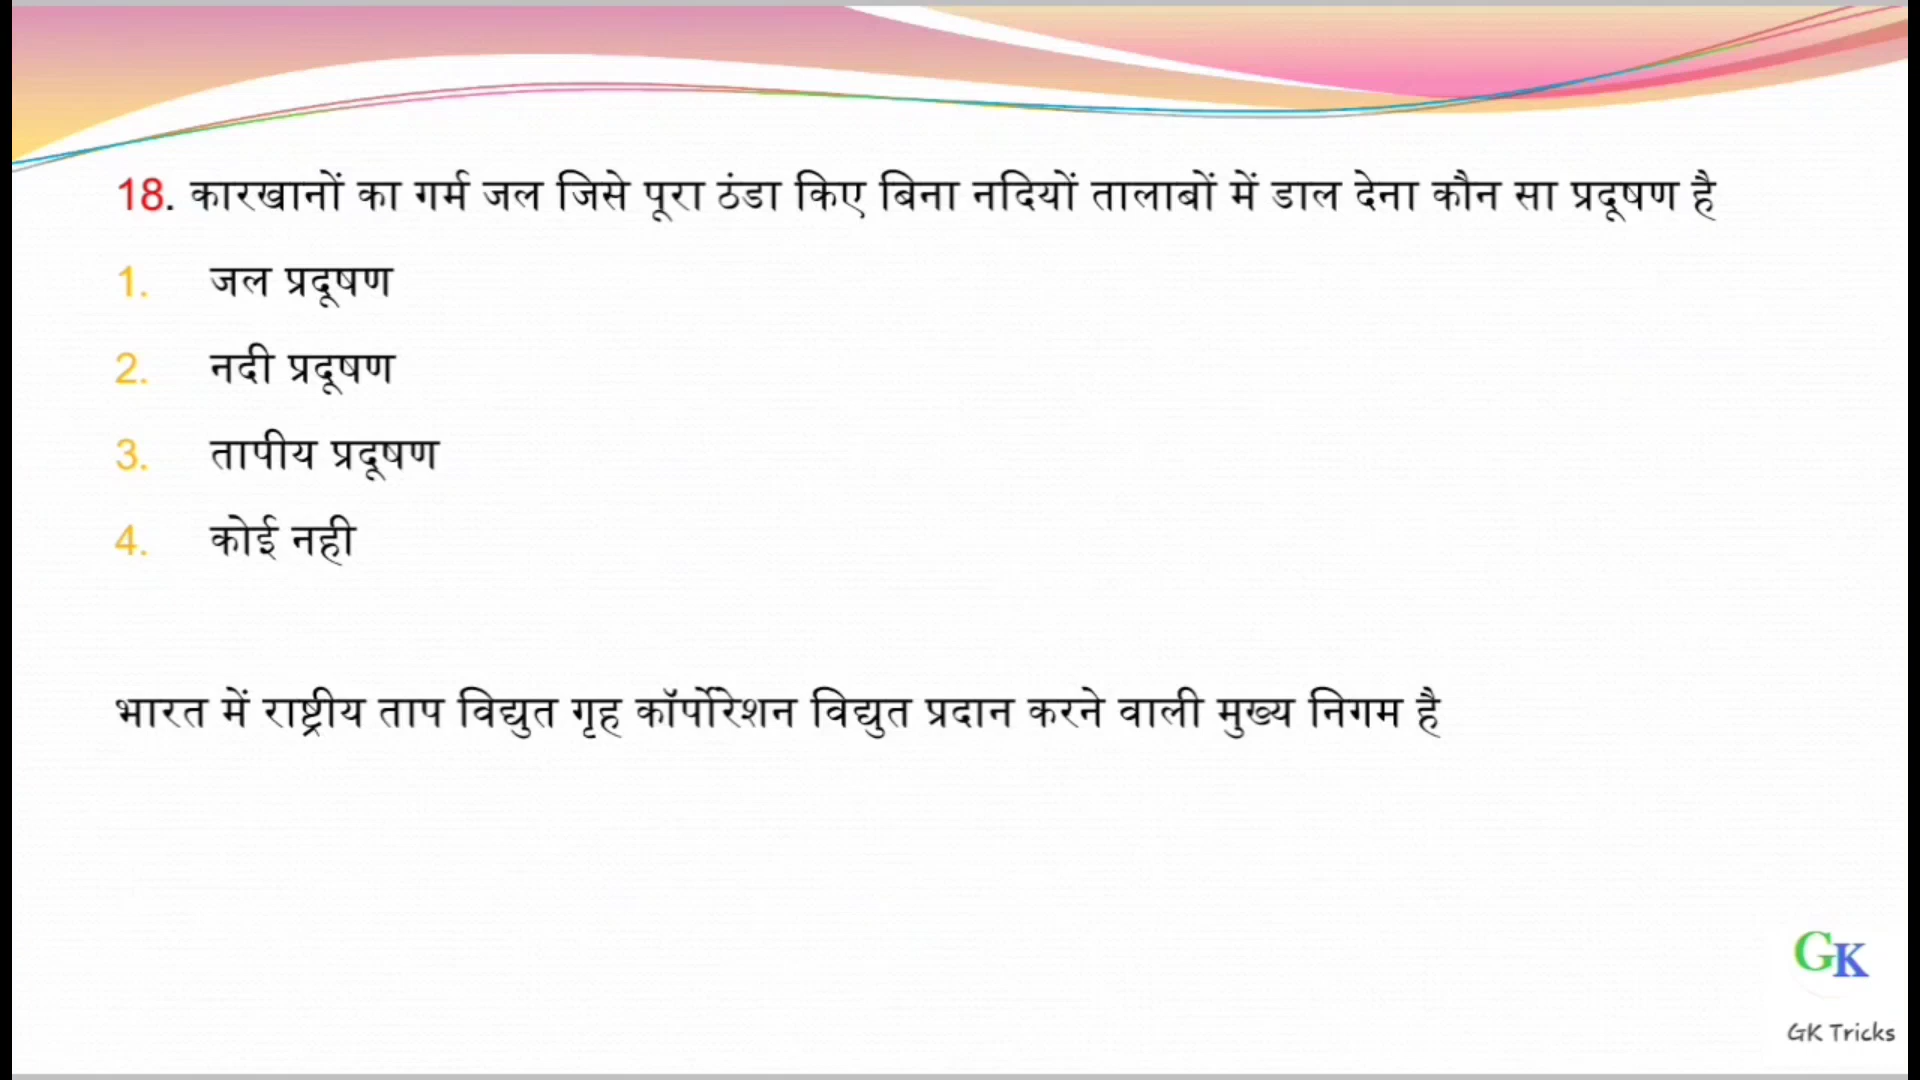 18. कारखानों का गर्म जल जिसे पूरा ठंडा किए बिना नदियों तालाबों में डाल देना कौन सा प्रदूषण है
1. जल प्रदूषण
2. नदी प्रदूषण
3. तापीय प्रदूषण
4. कोई नही
भारत में राष्ट्रीय ताप विद्युत गृह कॉर्पोरेशन विद्युत प्रदान करने वाली मुख्य निगम है
GK
GK Tricks